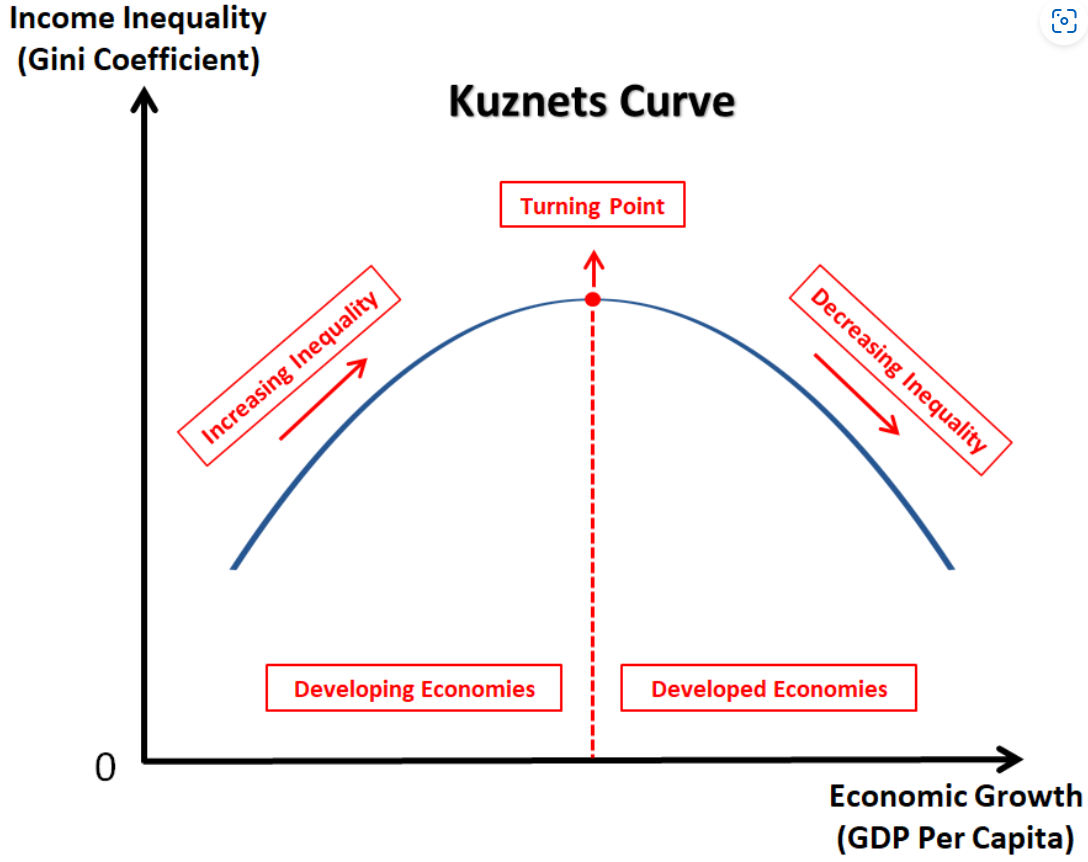 Income Inequality
(Gini Coefficient)
Kuznets Curve
Turning Point
Increasing Inequality
Decreasing Inequality
Developing Economies
Developed Economies
0
Economic Growth
(GDP Per Capita)